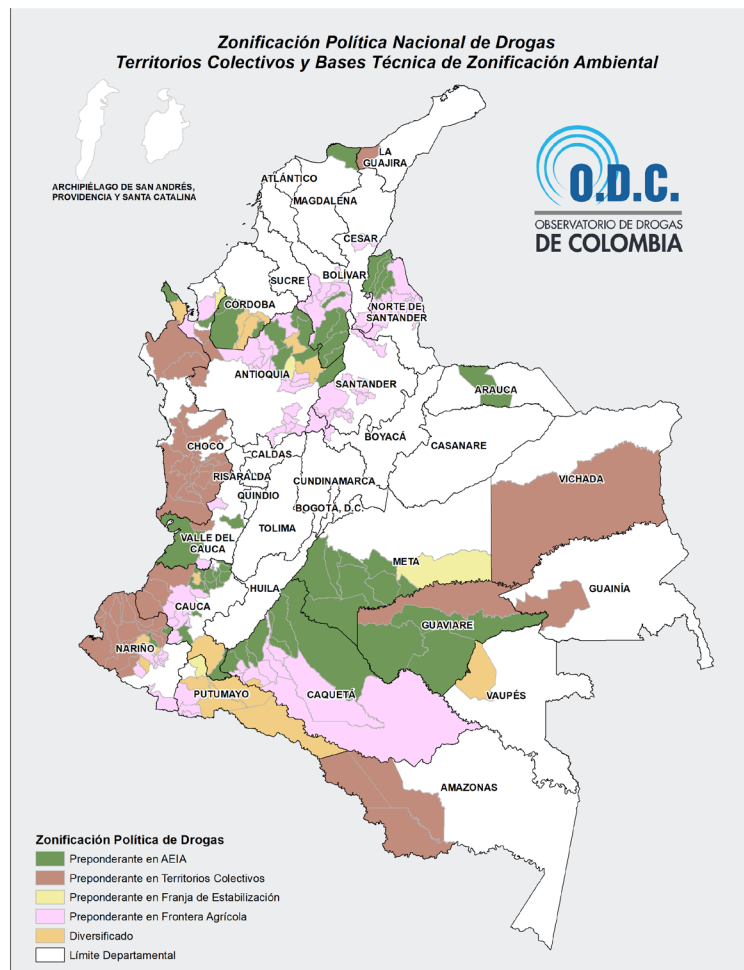 Zonificación Política Nacional de Drogas
Territorios Colectivos y Bases Técnica de Zonificación Ambiental
ARCHIPIÉLAGO DE SAN ANDRÉS,
PROVIDENCIA Y SANTA CATALINA
O.D.C.
OBSERVATORIO DE DROGAS
DE COLOMBIA
LA
GUAJIRA
ATLÁNTICO
MAGDALENA
CESAR
BOLÍVAR
SUCRE
CÓRDOBA
NORTE DE
SANTANDER
ANTIOQUIA
SANTANDER
ARAUCA
BOYACÁ
CHOCÓ
CASANARE
CALDAS
RISARALDA
CUNDINAMARCA
VICHADA
QUINDIO
BOGOTÁ, D.C.
TOLIMA
VALLE DEL
CAUCA
META
HUILA
GUAINÍA
CAUCA
GUAVIARE
NARIÑO
PUTUMAYO
CAQUETÁ
VAUPÉS
AMAZONAS
Zonificación Política de Drogas
Preponderante en AEIA
Preponderante en Territorios Colectivos
Preponderante en Franja de Estabilización
Preponderante en Frontera Agrícola
Diversificado
Límite Departamental